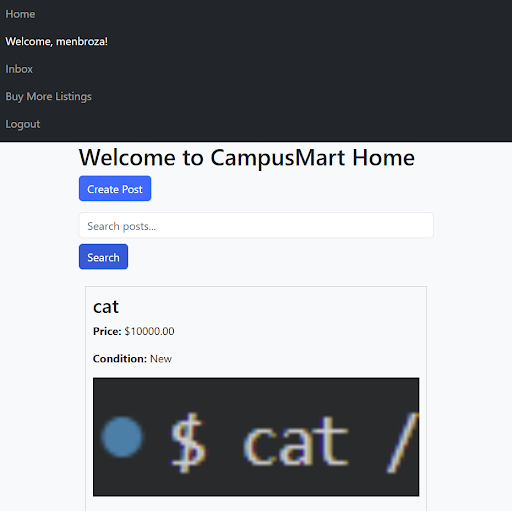 Home
Welcome, menbroza!
Inbox
Buy More Listings
Logout
Welcome to CampusMart Home
Create Post
Search posts...
Search
cat
Price: $10000.00
Condition: New
$ cat /